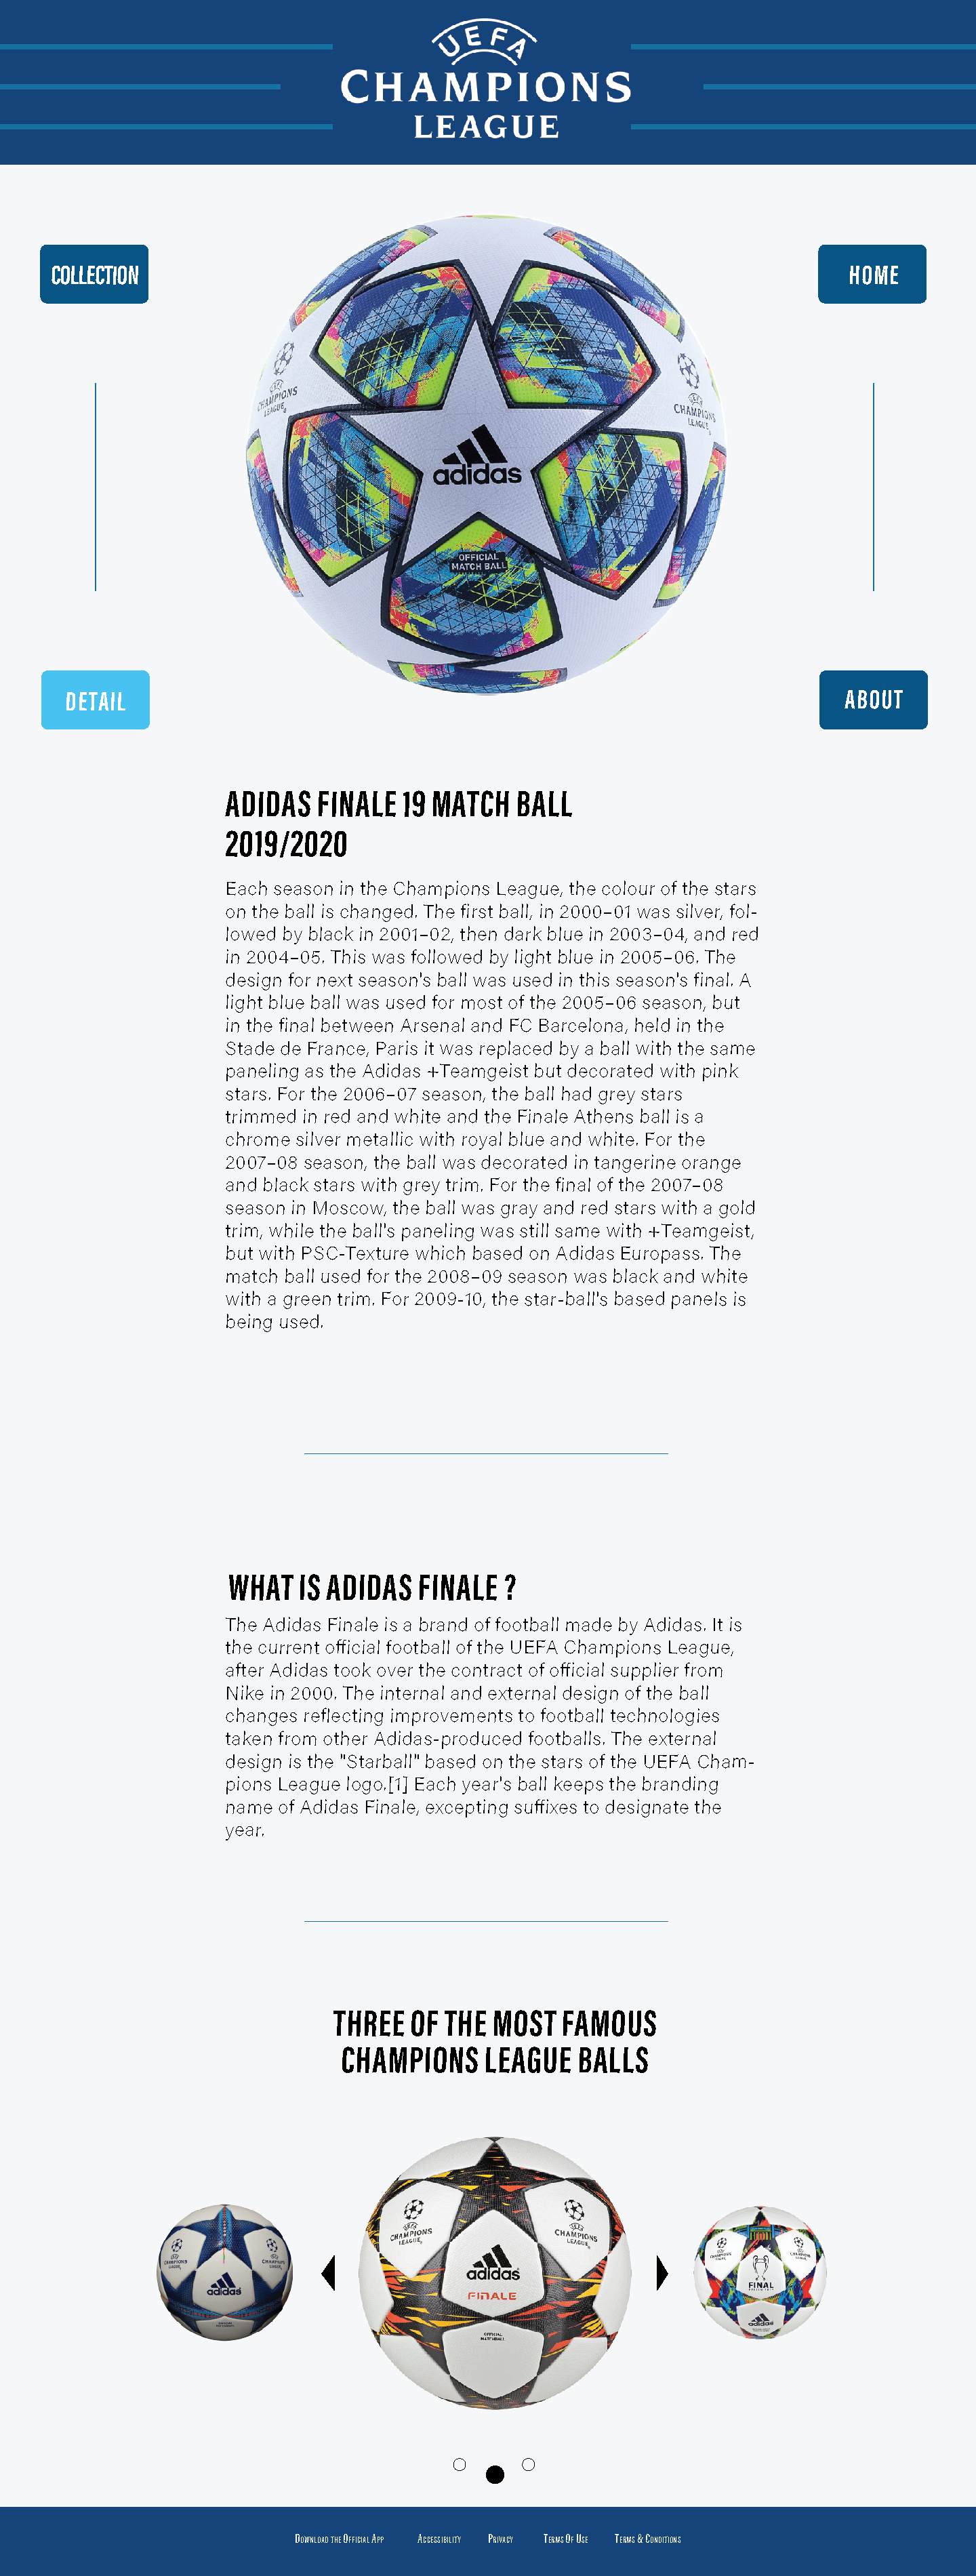 UEFA
CHAMPIONS
LEAGUE
COLLECTION
HOME
CHAMPIONS
LEAGUE
CHAMPIONS
LEAGUE
adidas
OFFICIAL
MATCH BALL
DETAIL
ABOUT
ADIDAS FINALE 19 MATCH BALL
2019/2020
Each season in the Champions League, the colour of the stars
on the ball is changed. The first ball, in 2000–01 was silver, fol-
lowed by black in 2001–02, then dark blue in 2003–04, and red
in 2004–05. This was followed by light blue in 2005–06. The
design for next season's ball was used in this season's final. A
light blue ball was used for most of the 2005–06 season, but
in the final between Arsenal and FC Barcelona, held in the
Stade de France, Paris it was replaced by a ball with the same
paneling as the Adidas +Teamgeist but decorated with pink
stars. For the 2006–07 season, the ball had grey stars
trimmed in red and white and the Finale Athens ball is a
chrome silver metallic with royal blue and white. For the
2007–08 season, the ball was decorated in tangerine orange
and black stars with grey trim. For the final of the 2007–08
season in Moscow, the ball was gray and red stars with a gold
trim, while the ball's paneling was still same with +Teamgeist,
but with PSC-Texture which based on Adidas Europass. The
match ball used for the 2008–09 season was black and white
with a green trim. For 2009-10, the star-ball's based panels is
being used.
WHAT IS ADIDAS FINALE ?
The Adidas Finale is a brand of football made by Adidas. It is
the current official football of the UEFA Champions League,
after Adidas took over the contract of official supplier from
Nike in 2000. The internal and external design of the ball
changes reflecting improvements to football technologies
taken from other Adidas-produced footballs. The external
design is the "Starball" based on the stars of the UEFA Cham-
pions League logo.[1] Each year's ball keeps the branding
name of Adidas Finale, excepting suffixes to designate the
year.
THREE OF THE MOST FAMOUS
CHAMPIONS LEAGUE BALLS
adidas
CHAMPIONS
LEAGUE
CHAMPIONS
LEAGUE
adidas
FINALE
OFFICIAL
MATCH BALL
FINAL
adidas
Download the Official App Accessibility Privacy Terms Of Use Terms & Conditions